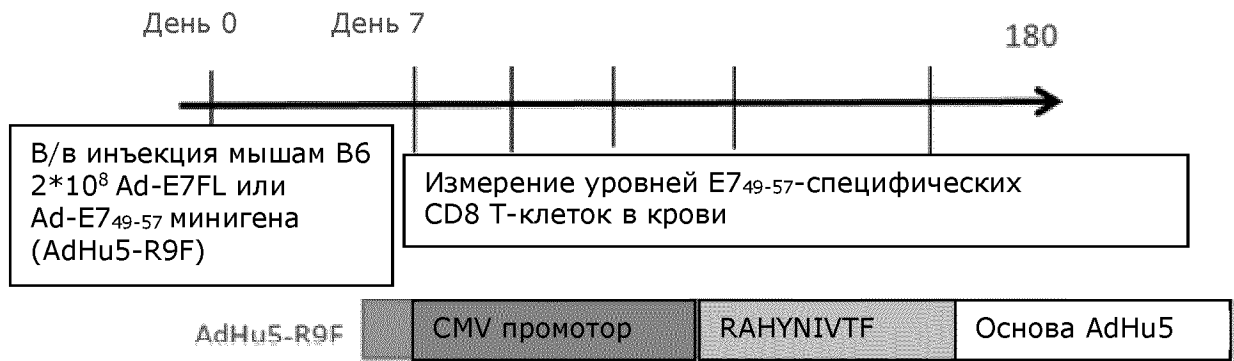 День 0 День 7 180
В/в инъекция мышам В6
2*10⁸ Ad-E7FL или
Ad-E7₄₉₋₅₇ минигена
(AdHu5-R9F)
Измерение уровней E7₄₉₋₅₇-специфических
CD8 Т-клеток в крови
AdHu5-R9F CMV промотор RAHYNIVTF Основа AdHu5